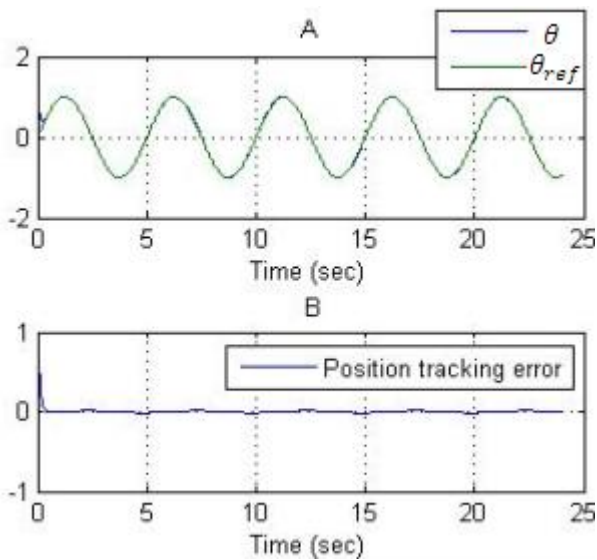 A
θ
θref
2
0
-2
0 5 10 15 20 25
Time (sec)
B
1
Position tracking error
0
-1
0 5 10 15 20 25
Time (sec)